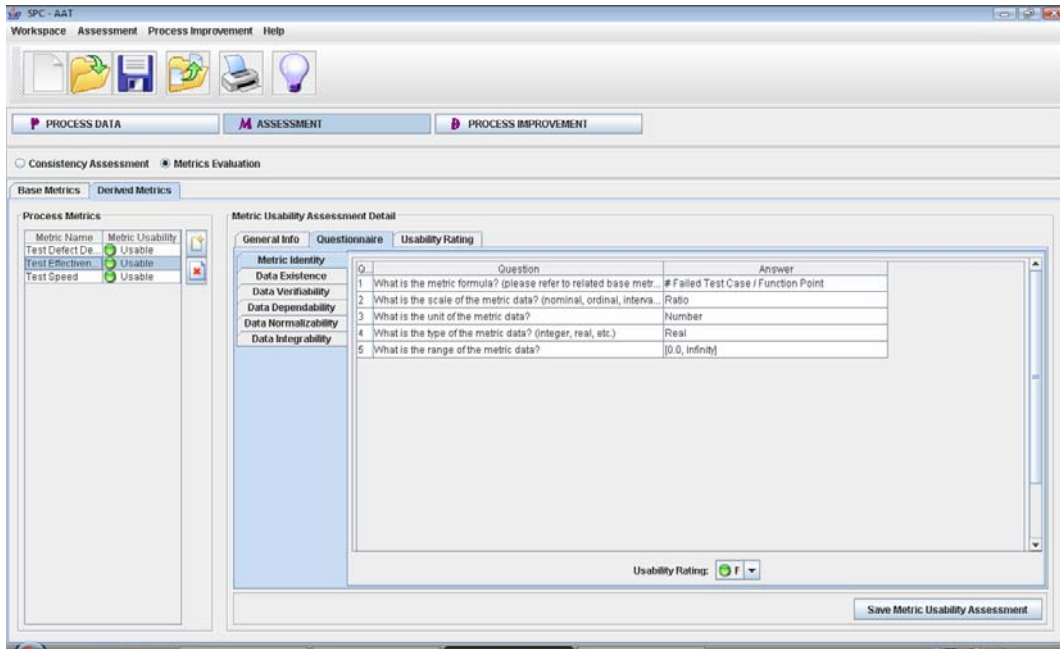 SPC - AAT
Workspace Assessment Process Improvement Help
P PROCESS DATA M ASSESSMENT PROCESS IMPROVEMENT
Consistency Assessment Metrics Evaluation
Base Metrics Derived Metrics
Process Metrics Metric Usability Assessment Detail
Metric Name Metric Usability
Test Defect De... Usable
Test Effectiven... Usable
Test Speed Usable
General Info Questionnaire Usability Rating
Metric Identity
Data Existence
Data Verifiability
Data Dependability
Data Normalizability
Data Integrability
Q... Question Answer
1 What is the metric formula? (please refer to related base metr... # Failed Test Case / Function Point
2 What is the scale of the metric data? (nominal, ordinal, interva... Ratio
3 What is the unit of the metric data? Number
4 What is the type of the metric data? (integer, real, etc.) Real
5 What is the range of the metric data? [0.0, Infinity]
Usability Rating: F
Save Metric Usability Assessment